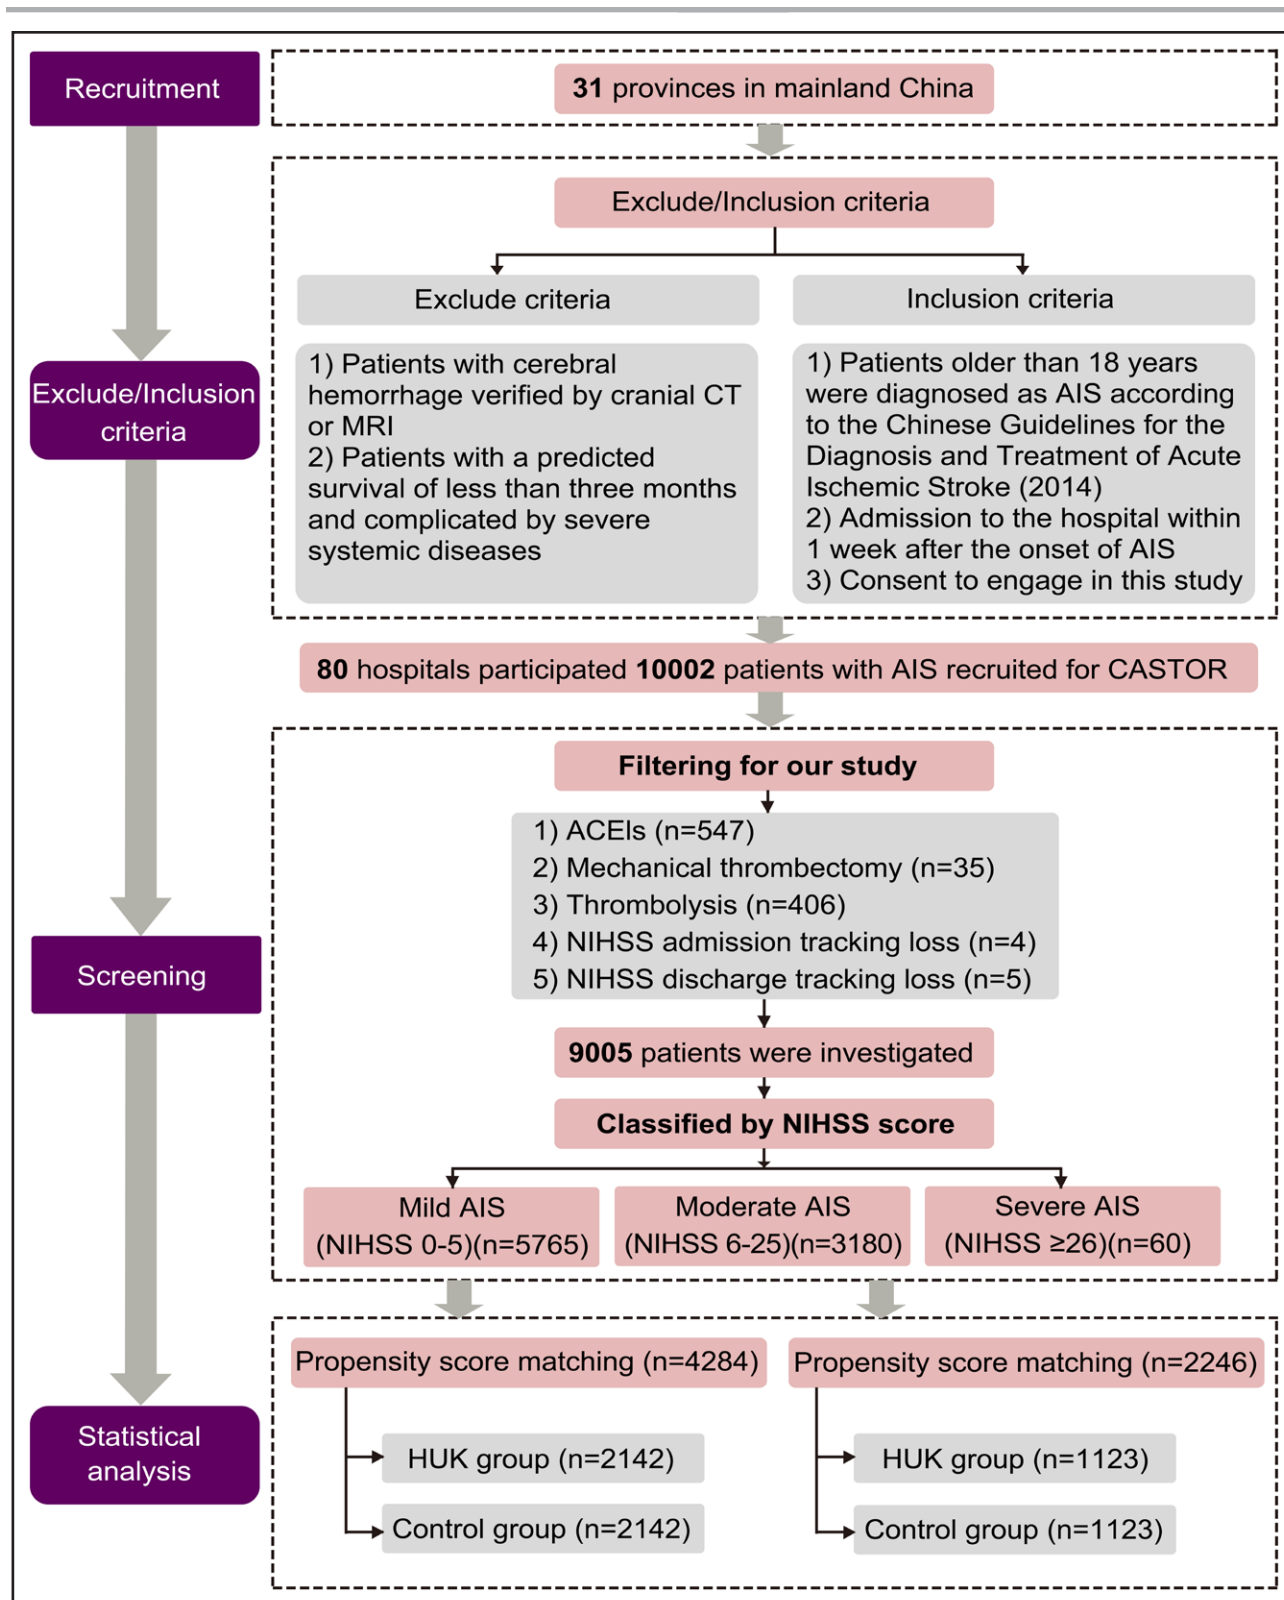 Recruitment
31 provinces in mainland China
Exclude/Inclusion criteria
Exclude criteria
Inclusion criteria
1) Patients with cerebral
hemorrhage verified by cranial CT
or MRI
2) Patients with a predicted
survival of less than three months
and complicated by severe
systemic diseases
1) Patients older than 18 years
were diagnosed as AIS according
to the Chinese Guidelines for the
Diagnosis and Treatment of Acute
Ischemic Stroke (2014)
2) Admission to the hospital within
1 week after the onset of AIS
3) Consent to engage in this study
Exclude/Inclusion
criteria
80 hospitals participated 10002 patients with AIS recruited for CASTOR
Filtering for our study
1) ACEIs (n=547)
2) Mechanical thrombectomy (n=35)
3) Thrombolysis (n=406)
4) NIHSS admission tracking loss (n=4)
5) NIHSS discharge tracking loss (n=5)
Screening
9005 patients were investigated
Classified by NIHSS score
Mild AIS
(NIHSS 0-5)(n=5765)
Moderate AIS
(NIHSS 6-25)(n=3180)
Severe AIS
(NIHSS ≥26)(n=60)
Propensity score matching (n=4284)
HUK group (n=2142)
Control group (n=2142)
Propensity score matching (n=2246)
HUK group (n=1123)
Control group (n=1123)
Statistical
analysis